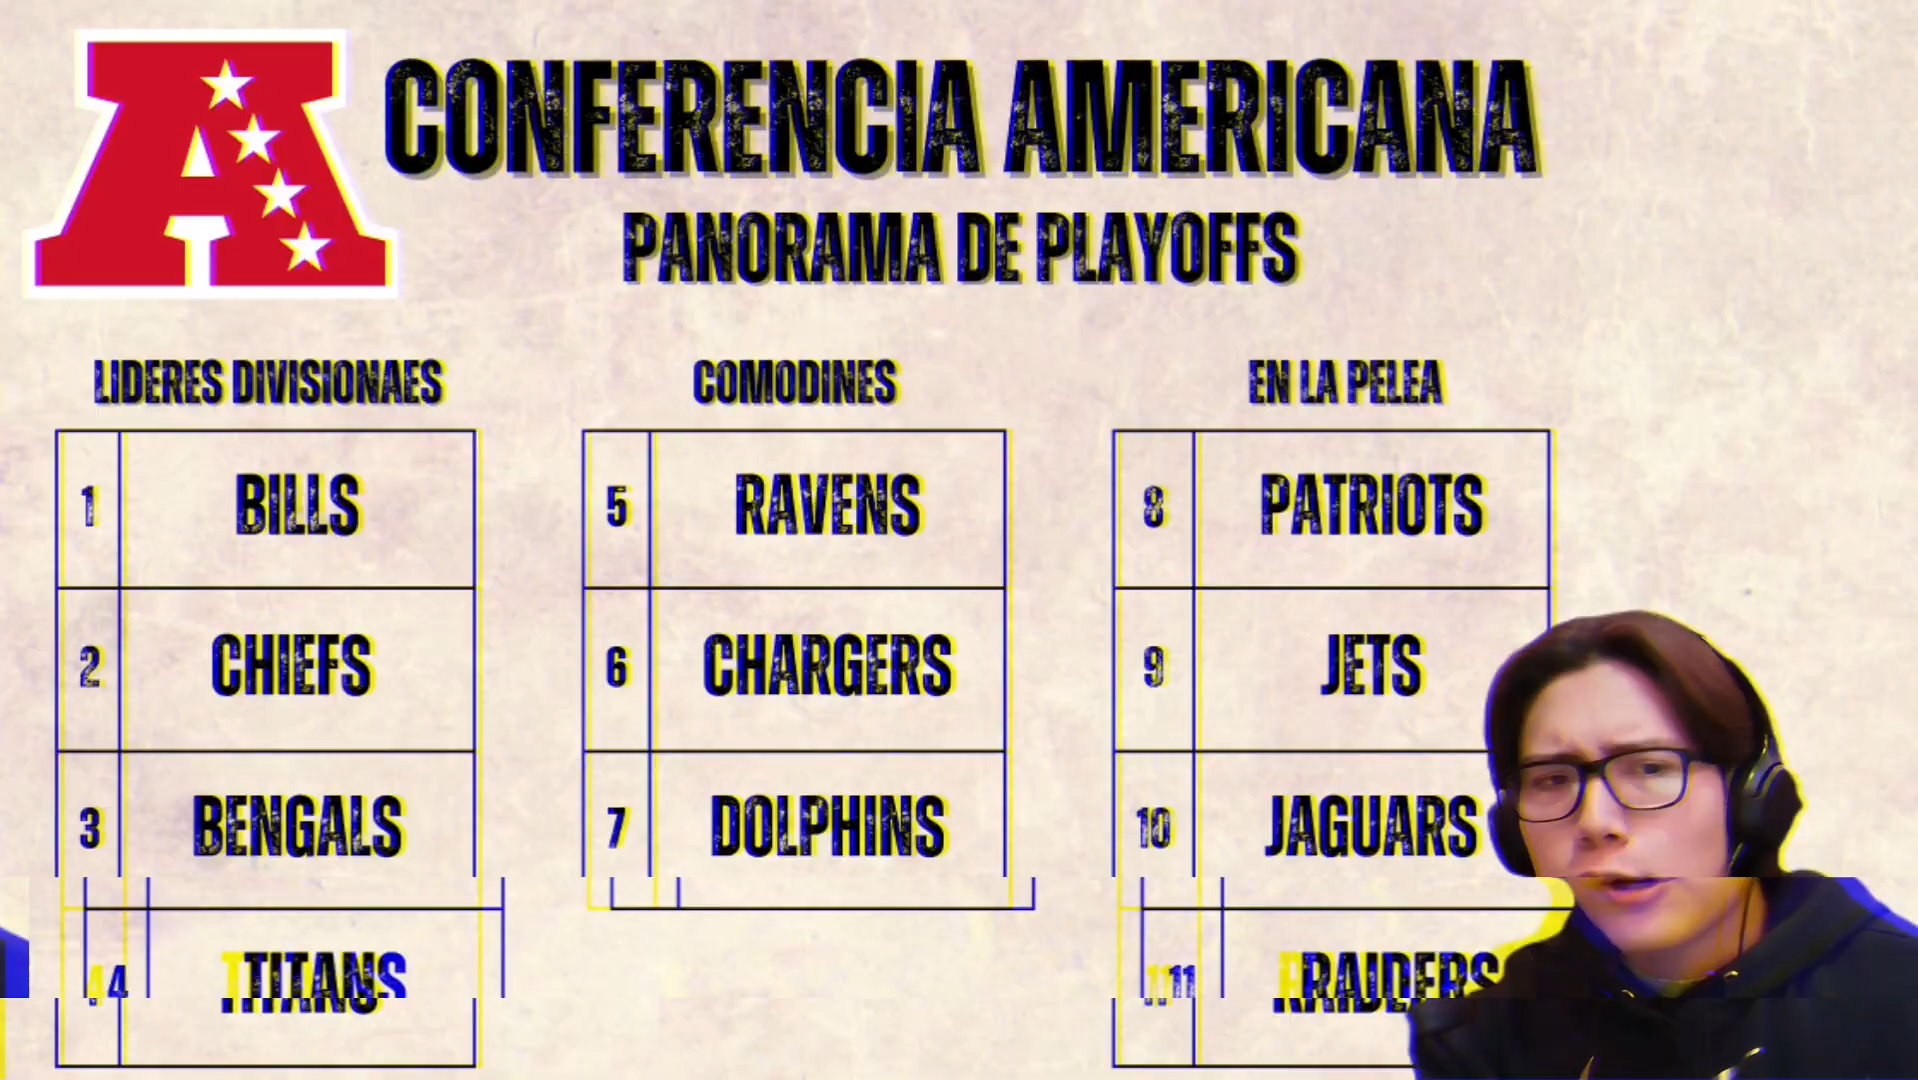 CONFERENCIA AMERICANA
PANORAMA DE PLAYOFFS
LIDERES DIVISIONAES
1 BILLS
2 CHIEFS
3 BENGALS
4 TITANS
COMODINES
5 RAVENS
6 CHARGERS
7 DOLPHINS
EN LA PELEA
8 PATRIOTS
9 JETS
10 JAGUARS
11 RAIDERS